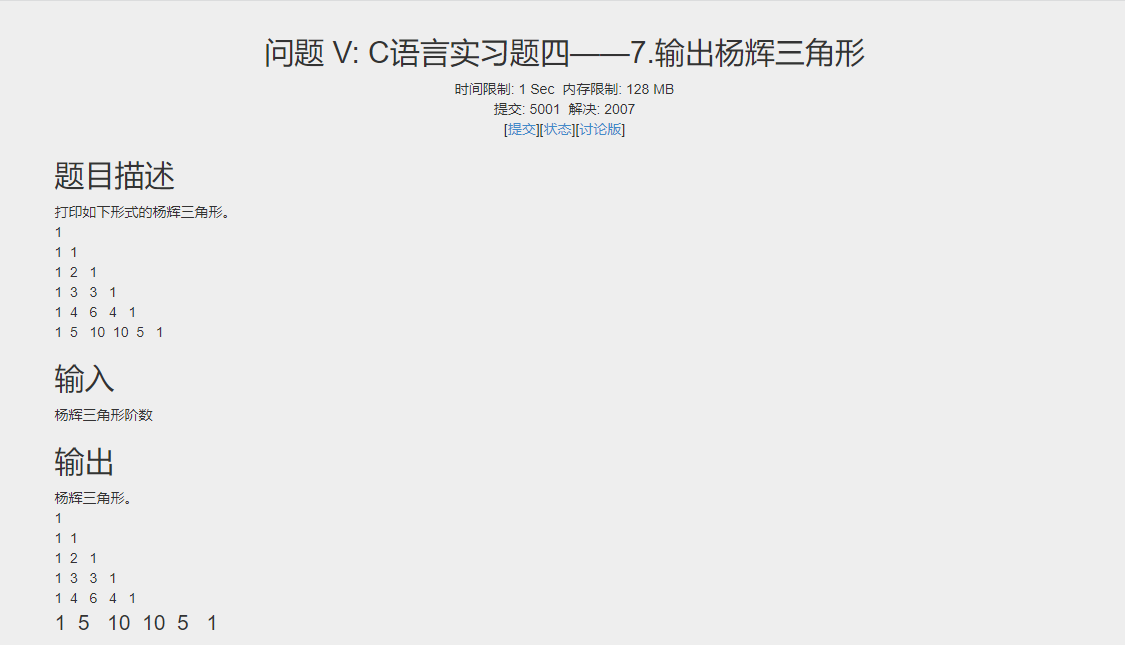 问题 V: C语言实习题四——7.输出杨辉三角形
时间限制: 1 Sec  内存限制: 128 MB
提交: 5001  解决: 2007
[提交][状态][讨论版]
题目描述
打印如下形式的杨辉三角形。
1
1  1
1  2   1
1  3   3   1
1  4   6   4   1
1  5   10  10  5   1
输入
杨辉三角形阶数
输出
杨辉三角形。
1
1  1
1  2   1
1  3   3   1
1  4   6   4   1
1  5   10  10  5   1